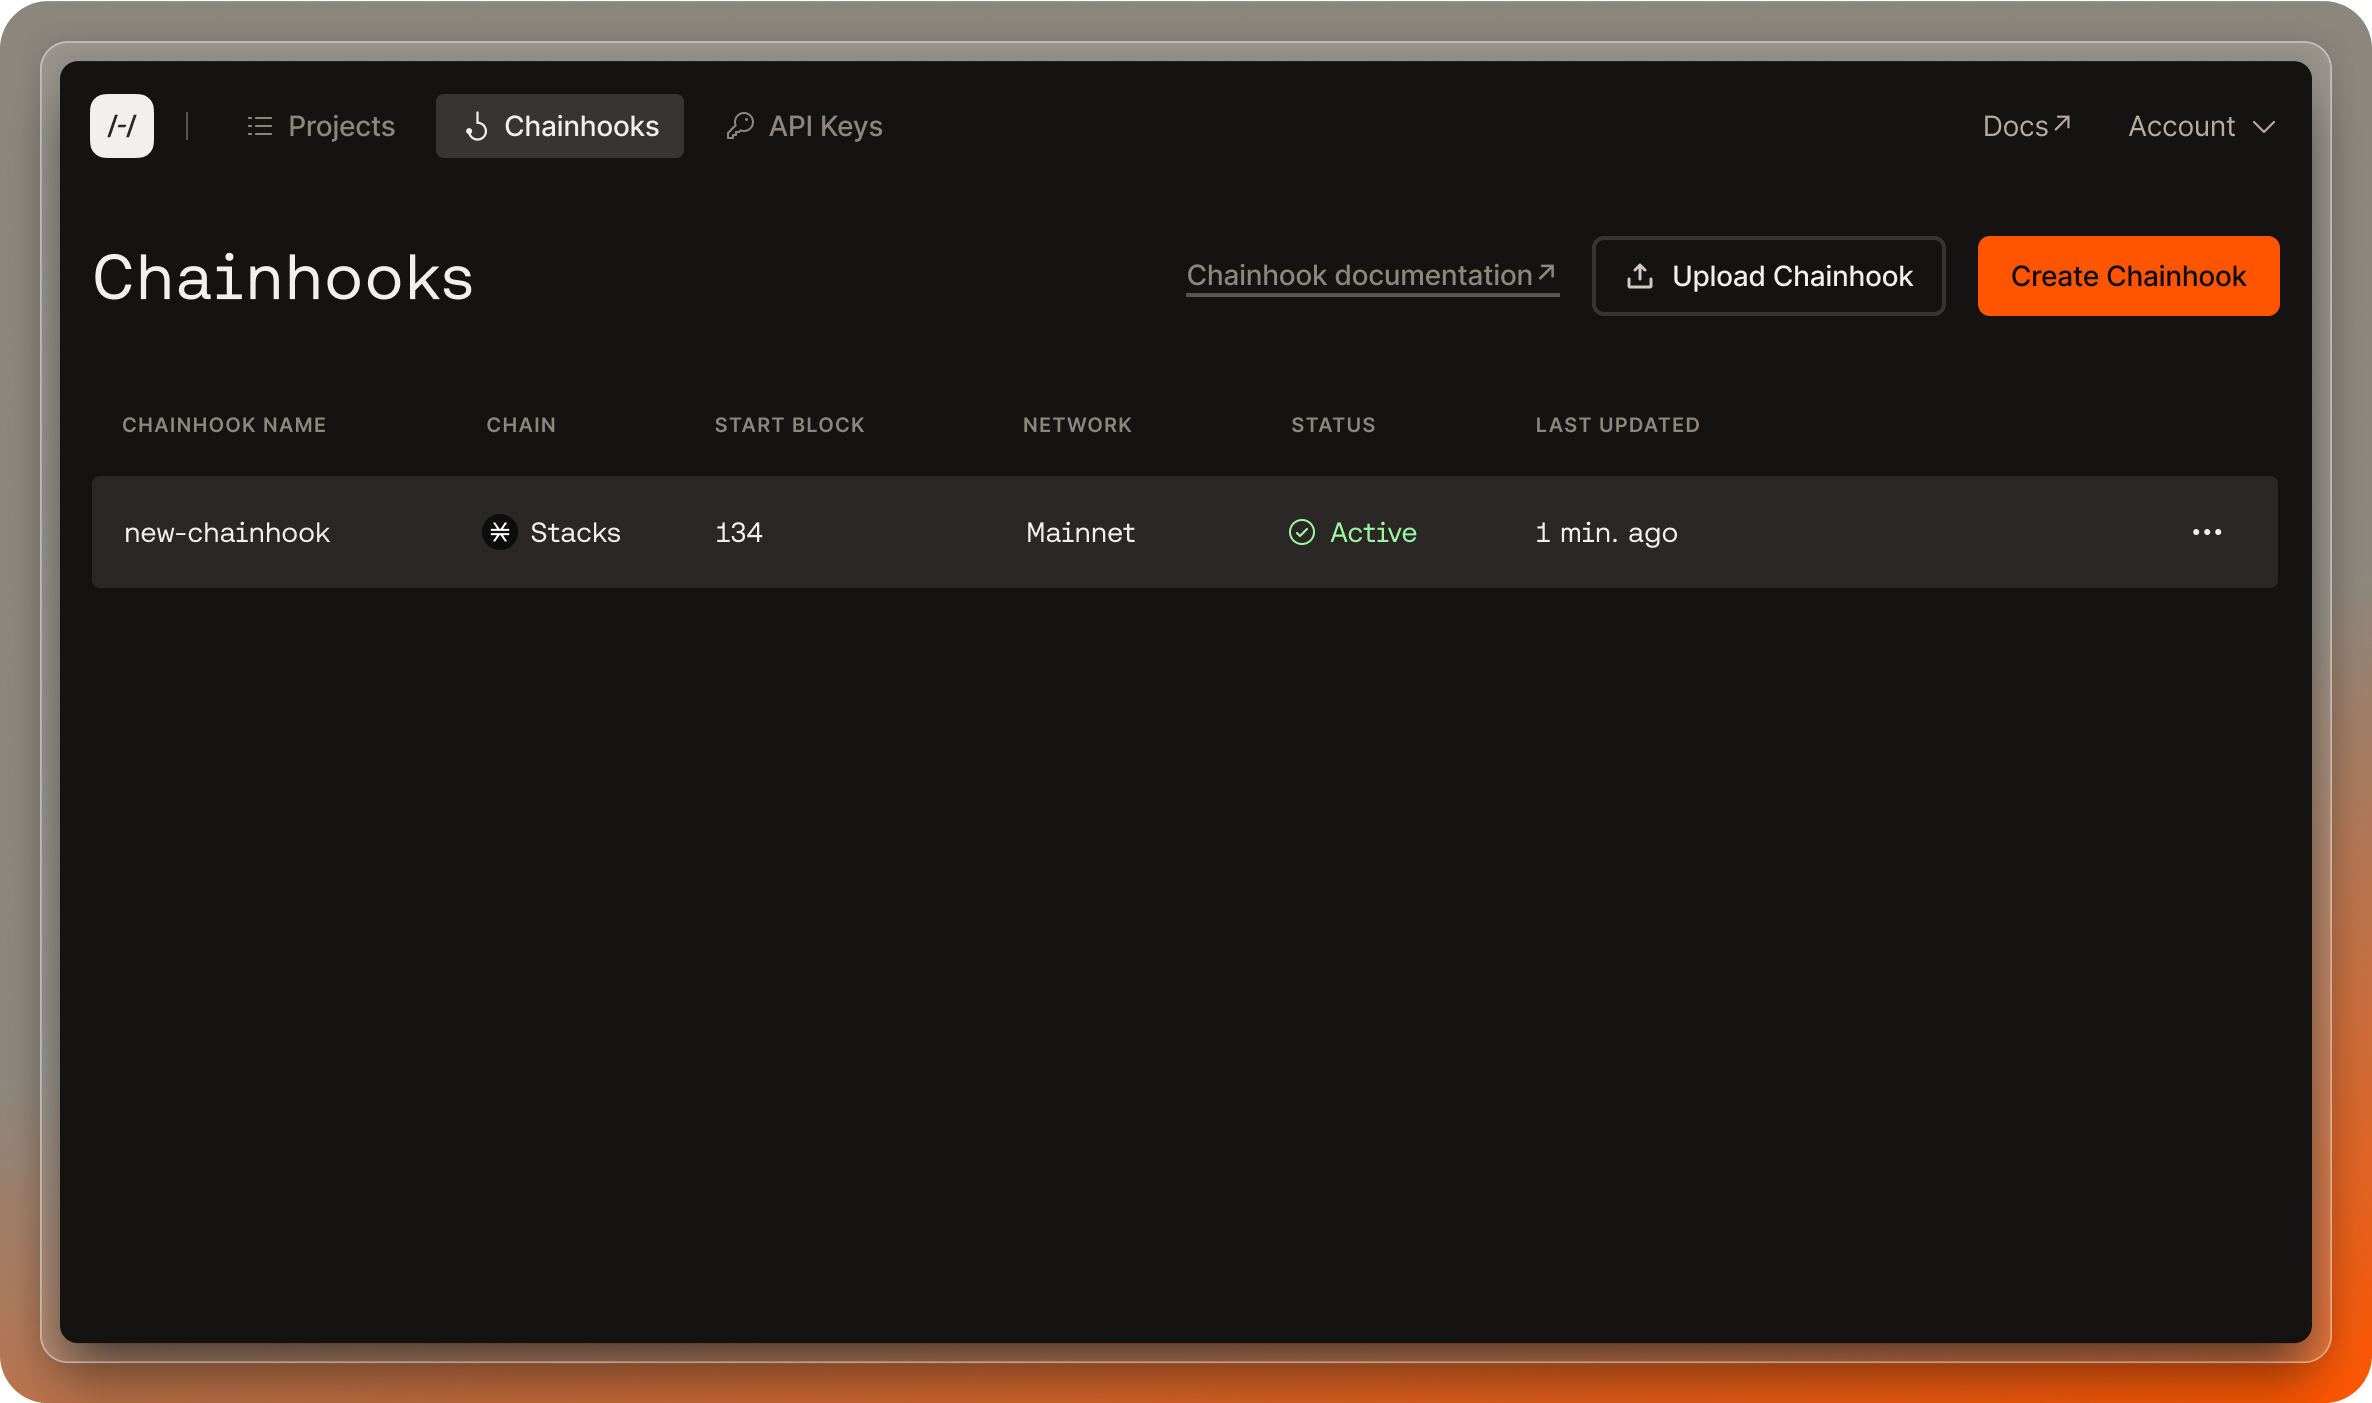 /-/ Projects Chainhooks API Keys Docs Account
Chainhooks Chainhook documentation Upload Chainhook Create Chainhook
CHAINHOOK NAME CHAIN START BLOCK NETWORK STATUS LAST UPDATED
new-chainhook Stacks 134 Mainnet Active 1 min. ago